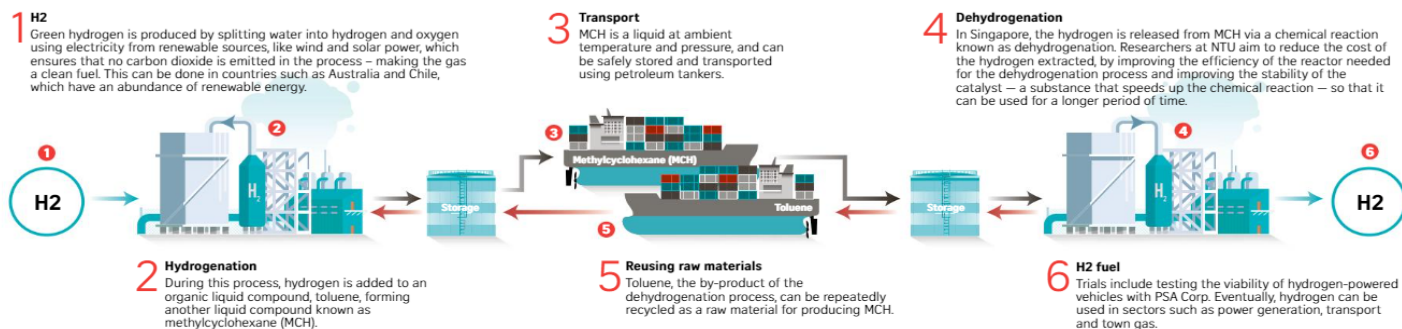 1 H2
Green hydrogen is produced by splitting water into hydrogen and oxygen
using electricity from renewable sources, like wind and solar power, which
ensures that no carbon dioxide is emitted in the process – making the gas
a clean fuel. This can be done in countries such as Australia and Chile,
which have an abundance of renewable energy.
3 Transport
MCH is a liquid at ambient
temperature and pressure, and can
be safely stored and transported
using petroleum tankers.
4 Dehydrogenation
In Singapore, the hydrogen is released from MCH via a chemical reaction
known as dehydrogenation. Researchers at NTU aim to reduce the cost of
the hydrogen extracted, by improving the efficiency of the reactor needed
for the dehydrogenation process and improving the stability of the
catalyst — a substance that speeds up the chemical reaction — so that it
can be used for a longer period of time.
1
H2
2
H2
Storage
3
Methylcyclohexane (MCH)
Toluene
5
Storage
4
H2
6
H2
2 Hydrogenation
During this process, hydrogen is added to an
organic liquid compound, toluene, forming
another liquid compound known as
methylcyclohexane (MCH).
5 Reusing raw materials
Toluene, the by-product of the
dehydrogenation process, can be repeatedly
recycled as a raw material for producing MCH.
6 H2 fuel
Trials include testing the viability of hydrogen-powered
vehicles with PSA Corp. Eventually, hydrogen can be
used in sectors such as power generation, transport
and town gas.